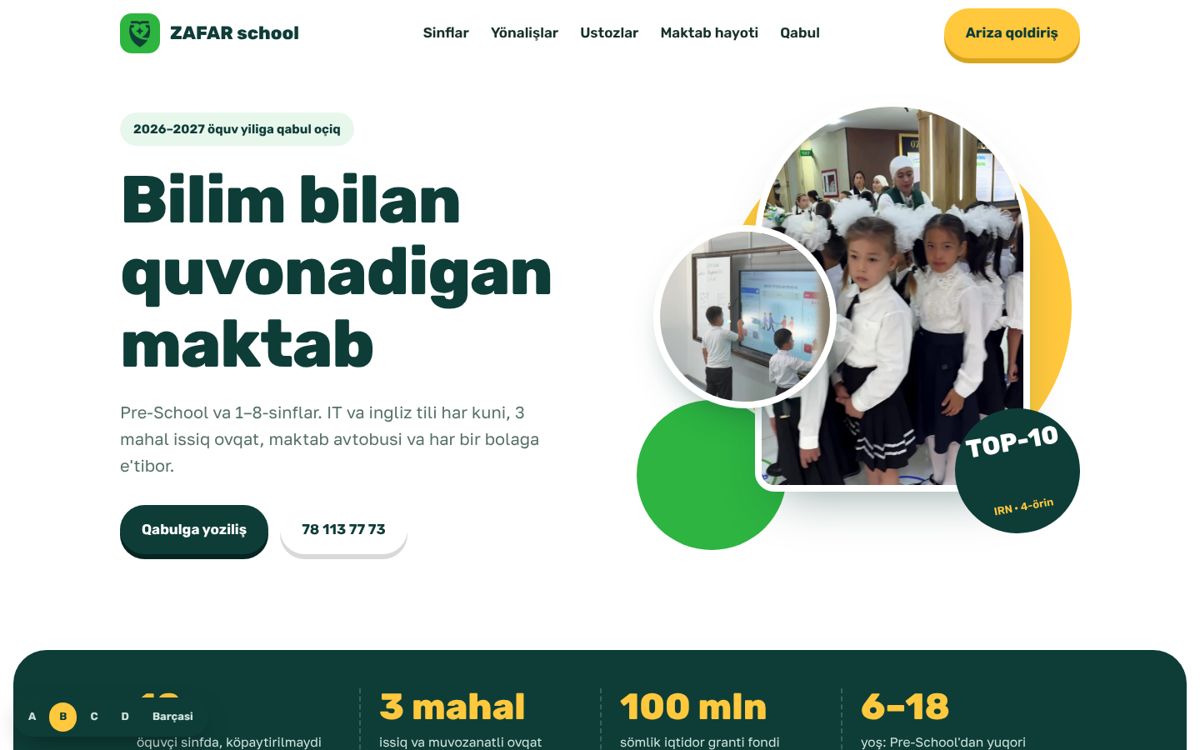 ZAFAR school
Sinflar
Yönalişlar
Ustozlar
Maktab hayoti
Qabul
Ariza qoldiriş
2026–2027 öquv yiliga qabul oçiq
Bilim bilan
quvonadigan
maktab
Pre-School va 1–8-sinflar. IT va ingliz tili har kuni, 3
mahal issiq ovqat, maktab avtobusi va har bir bolaga
e'tibor.
Qabulga yoziliş
78 113 77 73
TOP-10
IRN • 4-örin
3 mahal
100 mln
6–18
öquvçi sinfda, köpaytirilmaydi
issiq va muvozanatli ovqat
sömlik iqtidor granti fondi
yoş: Pre-School'dan yuqori
A
B
C
D
Barçasi